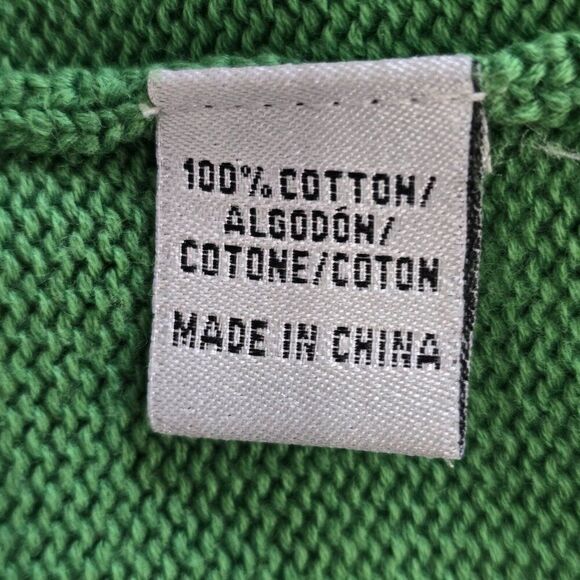 100% COTTON/
ALGODÓN/
COTONE/COTON
MADE IN CHINA